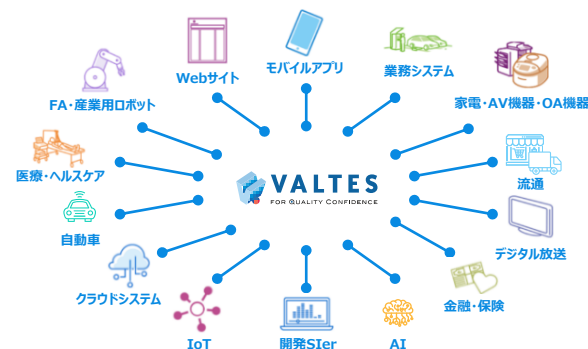 Webサイト
モバイルアプリ
業務システム
FA・産業用ロボット
家電・AV機器・OA機器
医療・ヘルスケア
流通
VALTES
FOR QUALITY CONFIDENCE
自動車
デジタル放送
クラウドシステム
金融・保険
IoT
開発SIer
AI